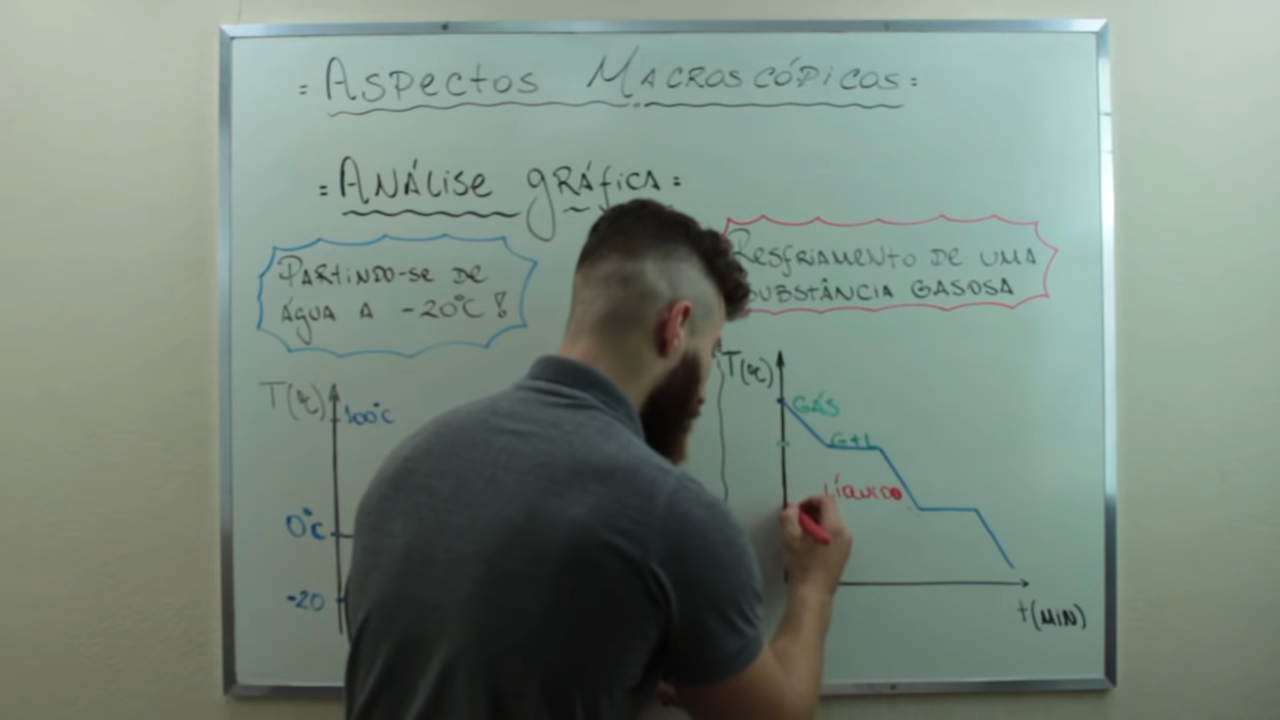 = Aspectos Macroscópicos =
= Análise gráfica =
Partindo-se de
água a -20°C!
Resfriamento de uma
substância gasosa
T(°C)
100°C
0°C
-20
T(°C)
GÁS
G+L
Líquido
t(min)